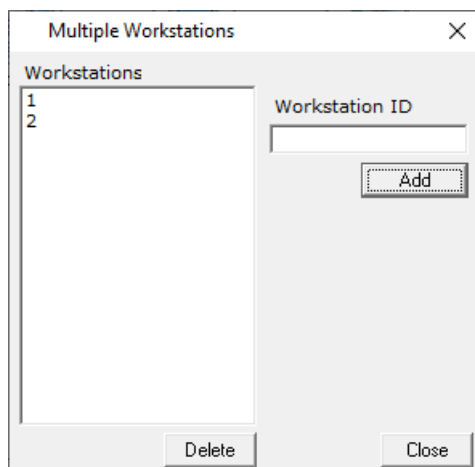 Multiple Workstations
Workstations
1
2
Workstation ID
Add
Delete
Close